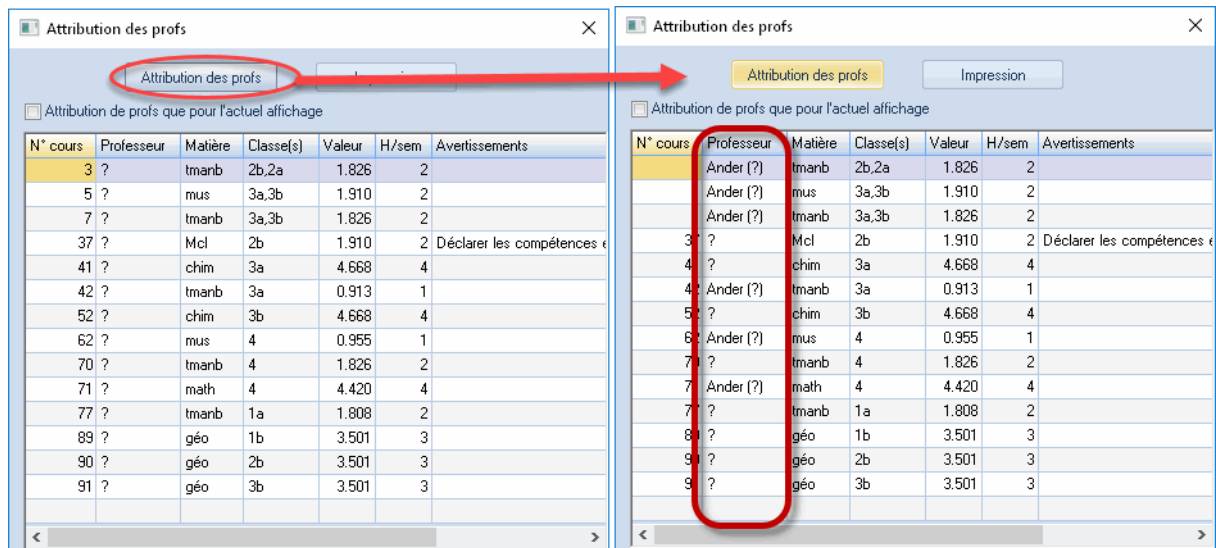 Attribution des profs
Attribution des profs
Attribution de profs que pour l'actuel affichage
N° cours Professeur Matière Classe(s) Valeur H/sem Avertissements
3 ? tmanb 2b,2a 1.826 2
5 ? mus 3a,3b 1.910 2
7 ? tmanb 3a,3b 1.826 2
37 ? Mcl 2b 1.910 2 Déclarer les compétences
41 ? chim 3a 4.668 4
42 ? tmanb 3a 0.913 1
52 ? chim 3b 4.668 4
62 ? mus 4 0.955 1
70 ? tmanb 4 1.826 2
71 ? math 4 4.420 4
77 ? tmanb 1a 1.808 2
89 ? géo 1b 3.501 3
90 ? géo 2b 3.501 3
91 ? géo 3b 3.501 3
Attribution des profs
Attribution des profs Impression
Attribution de profs que pour l'actuel affichage
N° cours Professeur Matière Classe(s) Valeur H/sem Avertissements
Ander (?) tmanb 2b,2a 1.826 2
Ander (?) mus 3a,3b 1.910 2
Ander (?) tmanb 3a,3b 1.826 2
? Mcl 2b 1.910 2 Déclarer les compétences
? chim 3a 4.668 4
Ander (?) tmanb 3a 0.913 1
? chim 3b 4.668 4
Ander (?) mus 4 0.955 1
? tmanb 4 1.826 2
Ander (?) math 4 4.420 4
? tmanb 1a 1.808 2
? géo 1b 3.501 3
? géo 2b 3.501 3
? géo 3b 3.501 3